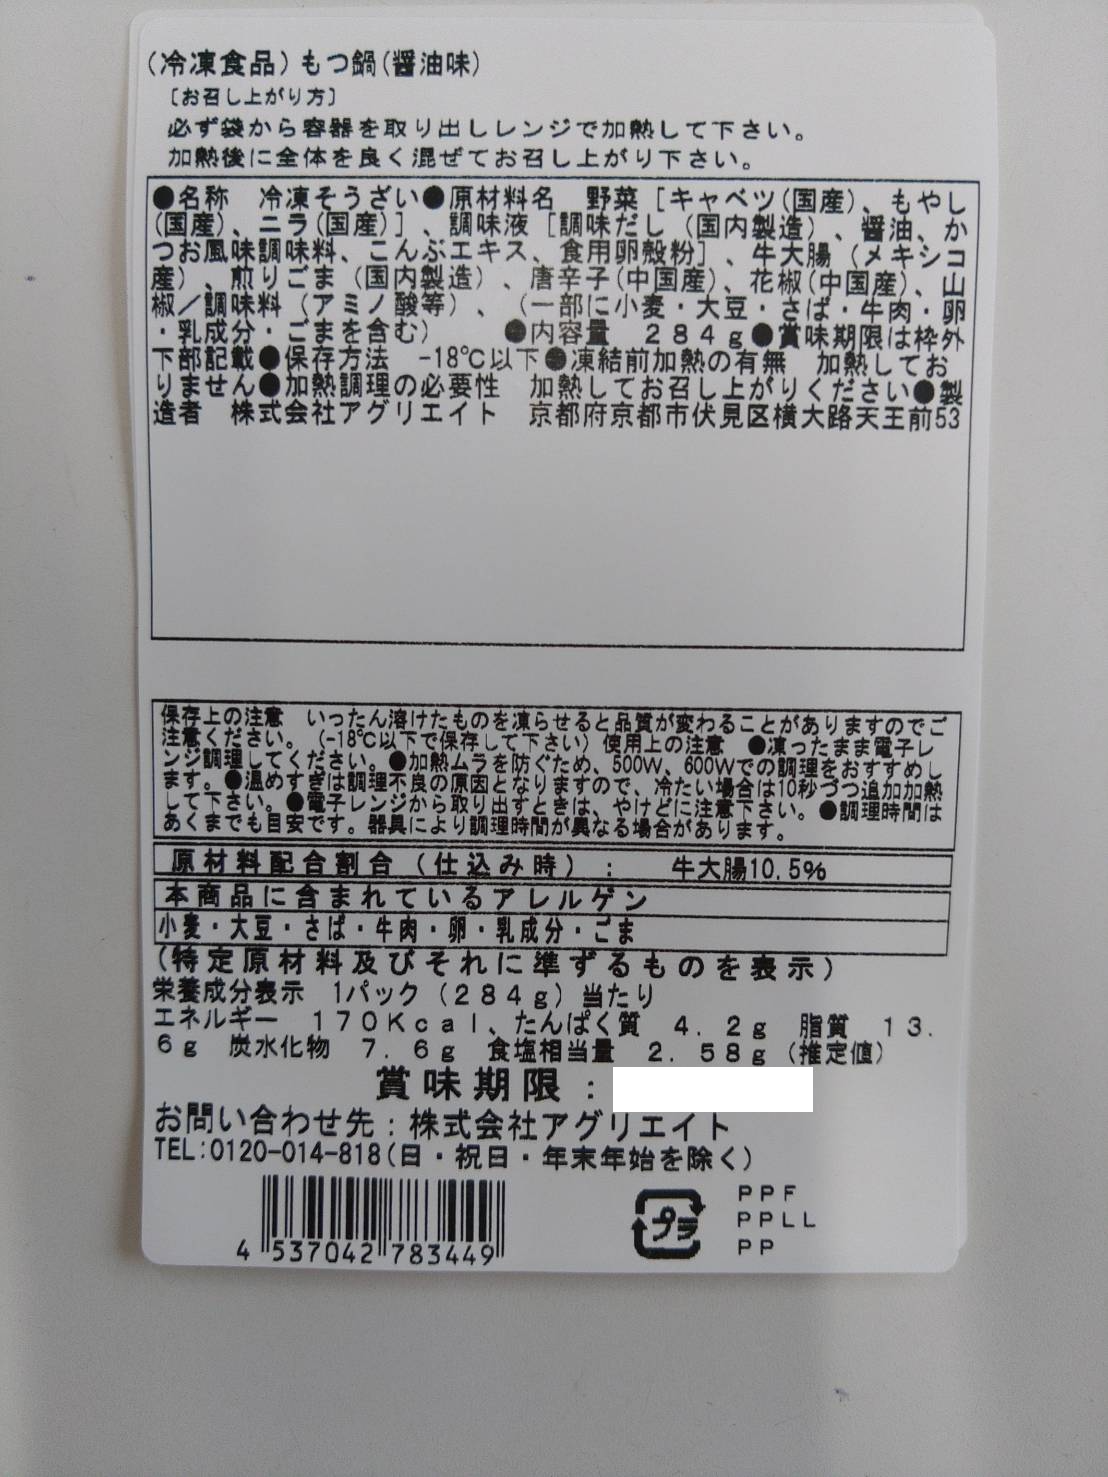 (冷凍食品)もつ鍋(醤油味)
[お召し上がり方]
必ず袋から容器を取り出しレンジで加熱して下さい。
加熱後に全体を良く混ぜてお召し上がり下さい。
●名称　冷凍そうざい●原材料名　野菜[キャベツ(国産)、もやし
(国産)、ニラ(国産)]、調味液[調味だし(国内製造)、醤油、か
つお風味調味料、こんぶエキス、食用卵殻粉]、牛大腸(メキシコ
産)、煎りごま(国内製造)、唐辛子(中国産)、花椒(中国産)、山
椒/調味料(アミノ酸等)、(一部に小麦・大豆・さば・牛肉・卵
・乳成分・ごまを含む)　●内容量　284g●賞味期限は枠外
下部記載●保存方法　-18℃以下●凍結前加熱の有無　加熱してお
りません●加熱調理の必要性　加熱してお召し上がりください●製
造者　株式会社アグリエイト　京都府京都市伏見区横大路天王前53
保存上の注意　いったん溶けたものを凍らせると品質が変わることがありますのでご
注意ください。(-18℃以下で保存して下さい)使用上の注意　●凍ったまま電子レ
ンジ調理してください。●加熱ムラを防ぐため、500W、600Wでの調理をおすすめし
ます。●温めすぎは調理不良の原因となりますので、冷たい場合は10秒づつ追加加熱
して下さい。●電子レンジから取り出すときは、やけどに注意下さい。●調理時間は
あくまでも目安です。器具により調理時間が異なる場合があります。
原材料配合割合(仕込み時):　牛大腸10.5%
本商品に含まれているアレルゲン
小麦・大豆・さば・牛肉・卵・乳成分・ごま
(特定原材料及びそれに準ずるものを表示)
栄養成分表示　1パック(284g)当たり
エネルギー　170Kcal、たんぱく質　4.2g　脂質　13.
6g　炭水化物　7.6g　食塩相当量　2.58g(推定値)
賞味期限:
お問い合わせ先:株式会社アグリエイト
TEL:0120-014-818(日・祝日・年末年始を除く)
プラ
PPF
PPLL
PP
4 537042 783449